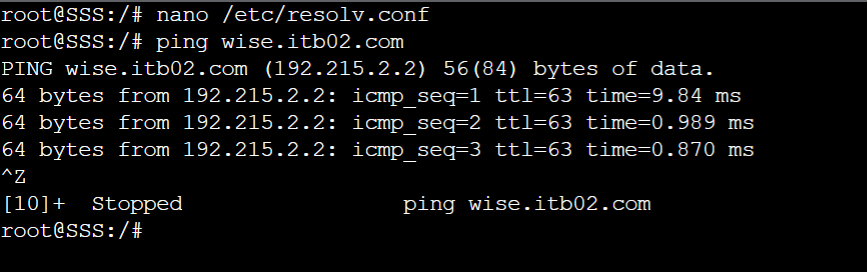 root@SSS:/# nano /etc/resolv.conf
root@SSS:/# ping wise.itb02.com
PING wise.itb02.com (192.215.2.2) 56(84) bytes of data.
64 bytes from 192.215.2.2: icmp_seq=1 ttl=63 time=9.84 ms
64 bytes from 192.215.2.2: icmp_seq=2 ttl=63 time=0.989 ms
64 bytes from 192.215.2.2: icmp_seq=3 ttl=63 time=0.870 ms
^Z
[10]+  Stopped                 ping wise.itb02.com
root@SSS:/#